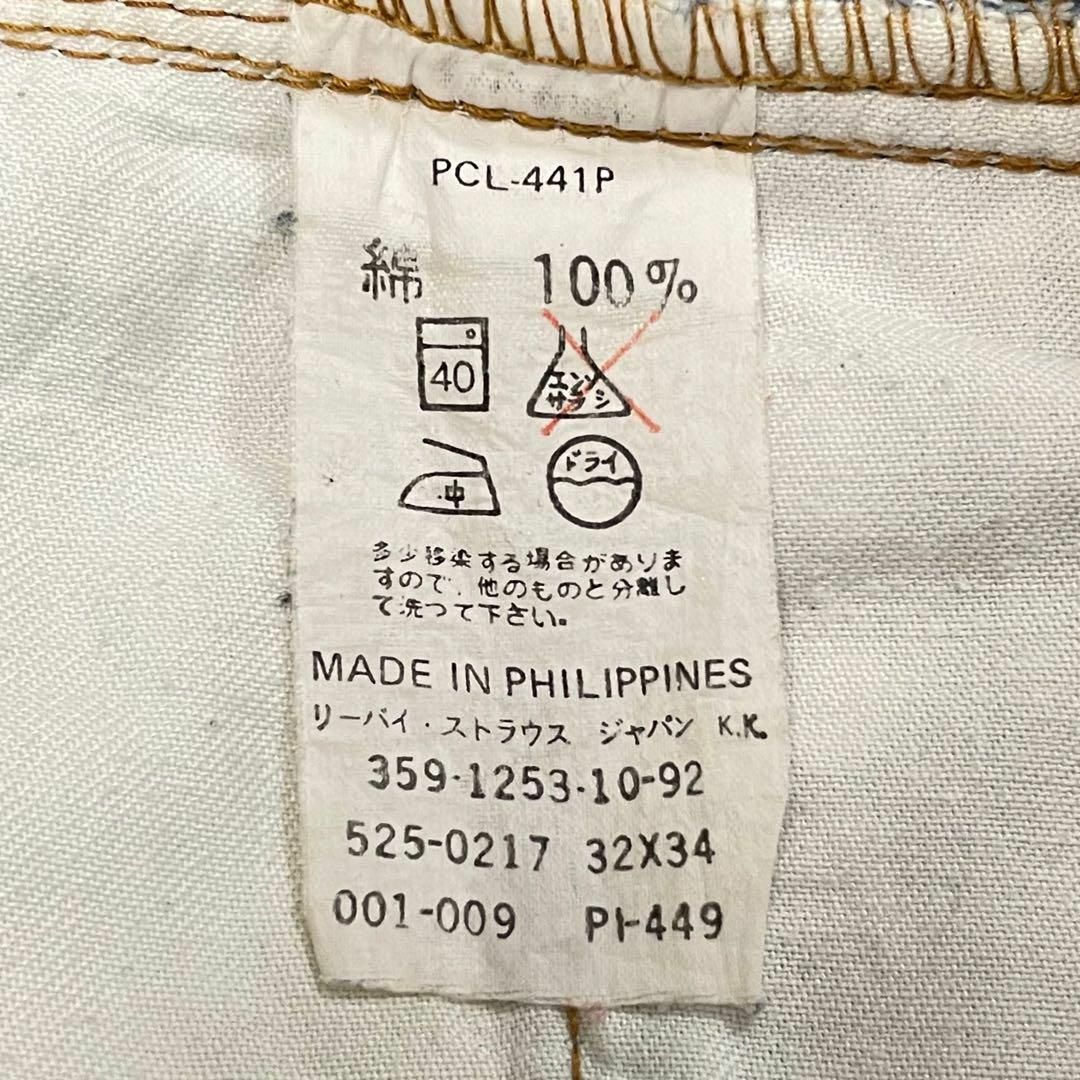 PCL-441P
綿 100%
40 エンソ
サラシ
中 ドライ
多少移染する場合がありま
すので、他のものと分離し
て洗つて下さい。
MADE IN PHILIPPINES
リーバイ・ストラウス ジャパン K.K.
359-1253-10-92
525-0217 32X34
001-009 PI-449